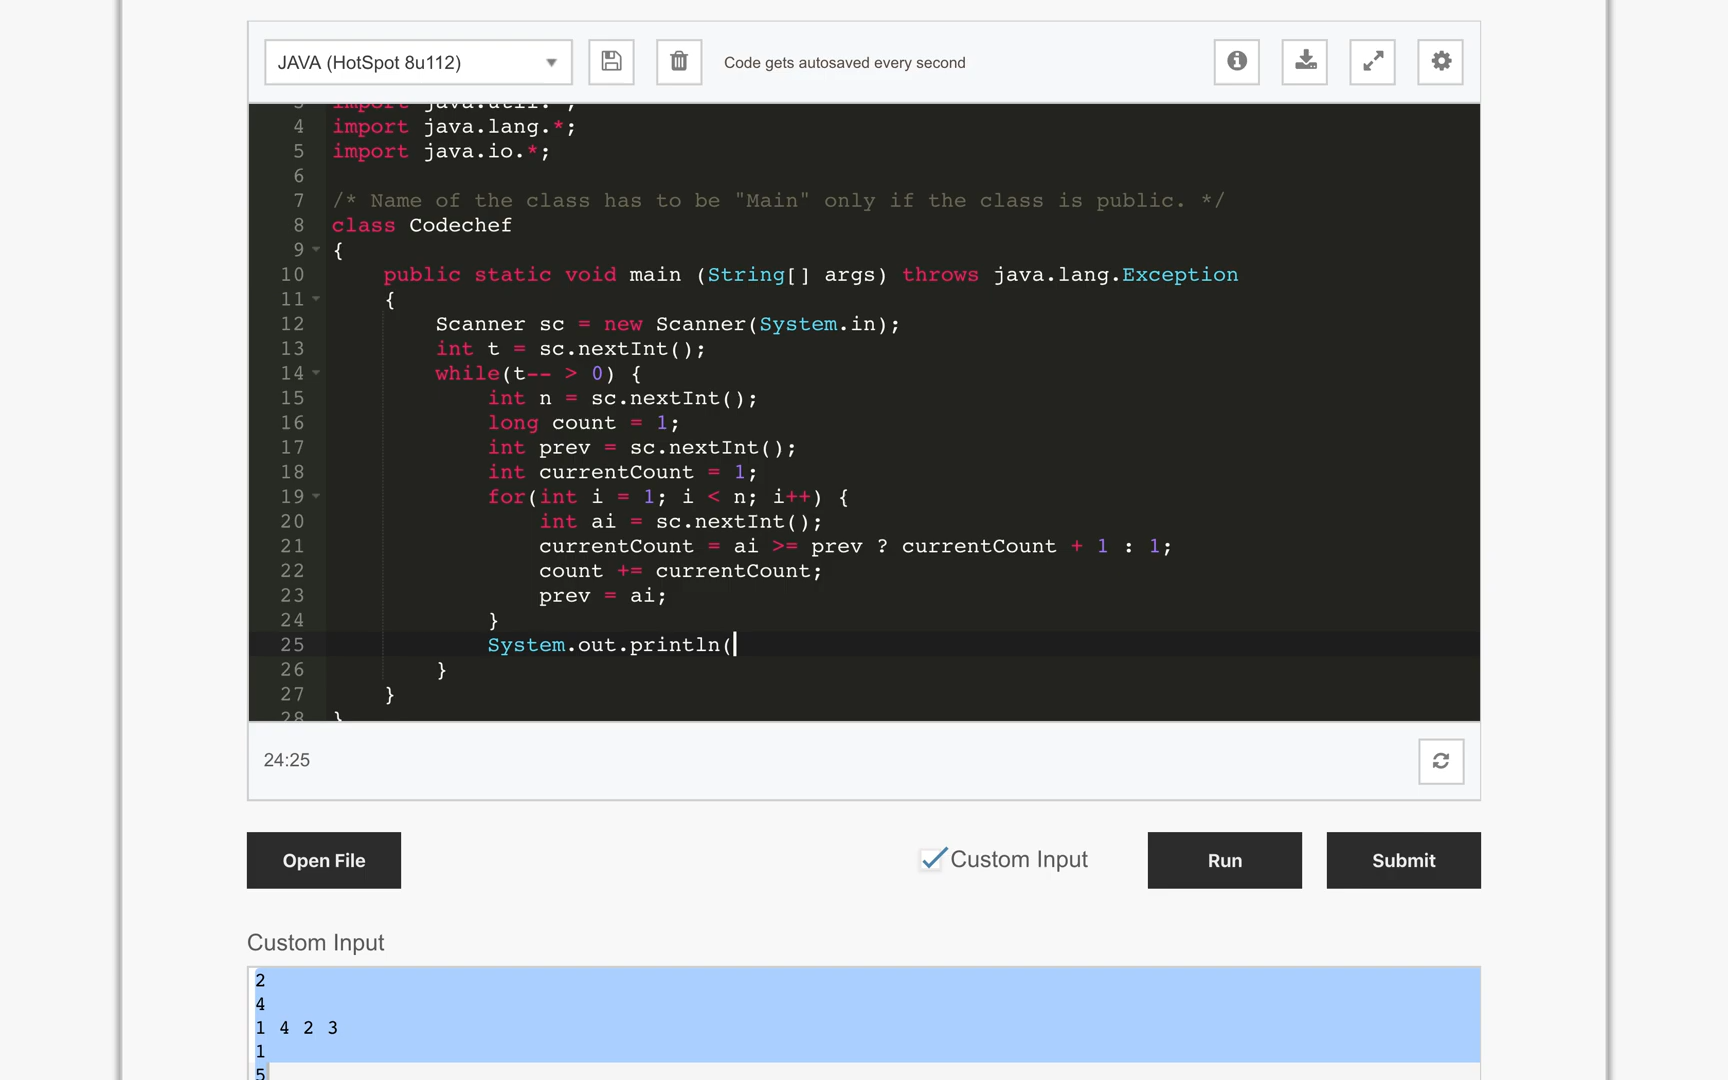 JAVA (HotSpot 8u112)
Code gets autosaved every second
3 import java.util.*;
4 import java.lang.*;
5 import java.io.*;
6
7 /* Name of the class has to be "Main" only if the class is public. */
8 class Codechef
9 {
10 public static void main (String[] args) throws java.lang.Exception
11 {
12 Scanner sc = new Scanner(System.in);
13 int t = sc.nextInt();
14 while(t-- > 0) {
15 int n = sc.nextInt();
16 long count = 1;
17 int prev = sc.nextInt();
18 int currentCount = 1;
19 for(int i = 1; i < n; i++) {
20 int ai = sc.nextInt();
21 currentCount = ai >= prev ? currentCount + 1 : 1;
22 count += currentCount;
23 prev = ai;
24 }
25 System.out.println(
26 }
27 }
28 }
24:25
Open File
Custom Input
Run
Submit
Custom Input
2
4
1 4 2 3
1
5